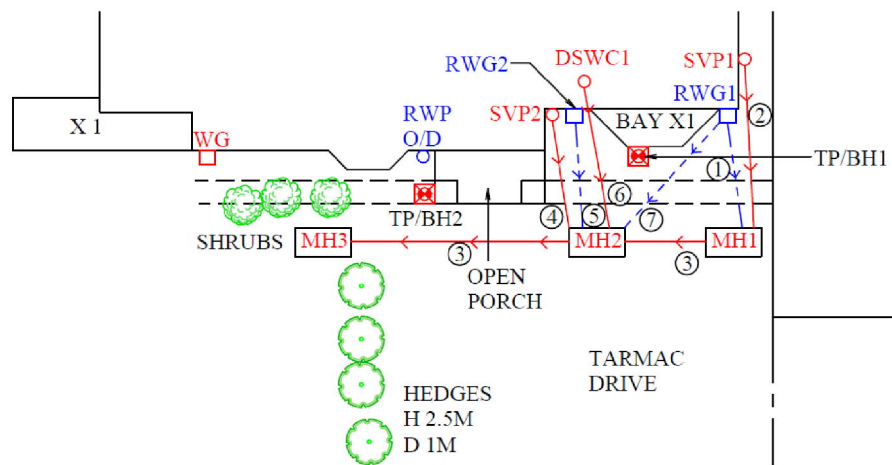 DSWC1
RWG2
SVP1
RWG1
X 1
RWP
O/D
SVP2
BAY X1
2
WG
TP/BH1
1
6
TP/BH2
4
5
7
SHRUBS
MH3
MH2
MH1
3
3
OPEN
PORCH
TARMAC
DRIVE
HEDGES
H 2.5M
D 1M